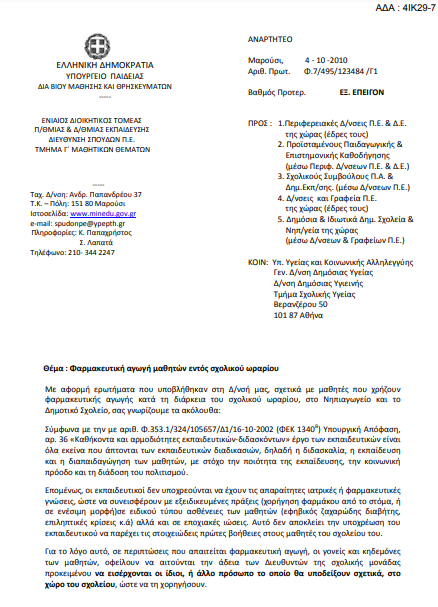 ΑΔΑ : 4ΙΚ29-7
ΑΝΑΡΤΗΤΕΟ
ΕΛΛΗΝΙΚΗ ΔΗΜΟΚΡΑΤΙΑ
ΥΠΟΥΡΓΕΙΟ ΠΑΙΔΕΙΑΣ
ΔΙΑ ΒΙΟΥ ΜΑΘΗΣΗΣ ΚΑΙ ΘΡΗΣΚΕΥΜΑΤΩΝ
-----
ΕΝΙΑΙΟΣ ΔΙΟΙΚΗΤΙΚΟΣ ΤΟΜΕΑΣ
Π/ΘΜΙΑΣ & Δ/ΘΜΙΑΣ ΕΚΠΑΙΔΕΥΣΗΣ
ΔΙΕΥΘΥΝΣΗ ΣΠΟΥΔΩΝ Π.Ε.
ΤΜΗΜΑ Γ΄ ΜΑΘΗΤΙΚΩΝ ΘΕΜΑΤΩΝ
-----
Ταχ. Δ/νση: Ανδρ. Παπανδρέου 37
Τ.Κ. – Πόλη: 151 80 Μαρούσι
Ιστοσελίδα: www.minedu.gov.gr
e-mail: spudonpe@ypepth.gr
Πληροφορίες: Κ. Παπαχρήστος
Σ. Λαπατά
Τηλέφωνο: 210- 344 2247
Μαρούσι, 4 - 10 -2010
Αριθ. Πρωτ. Φ.7/495/123484 /Γ1
Βαθμός Προτερ. ΕΞ. ΕΠΕΙΓΟΝ
ΠΡΟΣ : 1.Περιφερειακές Δ/νσεις Π.Ε. & Δ.Ε.
της χώρας (έδρες τους)
2. Προϊσταμένους Παιδαγωγικής &
Επιστημονικής Καθοδήγησης
(μέσω Περιφ. Δ/νσεων Π.Ε. & Δ.Ε.)
3. Σχολικούς Συμβούλους Π.Α. &
Δημ.Εκπ/σης. (μέσω Δ/νσεων Π.Ε.)
4. Δ/νσεις και Γραφεία Π.Ε.
της χώρας (έδρες τους)
5. Δημόσια & Ιδιωτικά Δημ. Σχολεία &
Νηπ/γεία της χώρας
(μέσω Δ/νσεων & Γραφείων Π.Ε.)
ΚΟΙΝ: Υπ. Υγείας και Κοινωνικής Αλληλεγγύης
Γεν. Δ/νση Δημόσιας Υγείας
Δ/νση Δημόσιας Υγιεινής
Τμήμα Σχολικής Υγείας
Βερανζέρου 50
101 87 Αθήνα
Θέμα : Φαρμακευτική αγωγή μαθητών εντός σχολικού ωραρίου
Με αφορμή ερωτήματα που υποβλήθηκαν στη Δ/νσή μας, σχετικά με μαθητές που χρήζουν
φαρμακευτικής αγωγής κατά τη διάρκεια του σχολικού ωραρίου, στο Νηπιαγωγείο και το
Δημοτικό Σχολείο, σας γνωρίζουμε τα ακόλουθα:
Σύμφωνα με την με αριθ. Φ.353.1/324/105657/Δ1/16-10-2002 (ΦΕΚ 1340Β) Υπουργική Απόφαση,
αρ. 36 «Καθήκοντα και αρμοδιότητες εκπαιδευτικών-διδασκόντων» έργο των εκπαιδευτικών είναι
όλα εκείνα που άπτονται των εκπαιδευτικών διαδικασιών, δηλαδή η διδασκαλία, η εκπαίδευση
και η διαπαιδαγώγηση των μαθητών, με στόχο την ποιότητα της εκπαίδευσης, την κοινωνική
πρόοδο και τη διάδοση του πολιτισμού.
Επομένως, οι εκπαιδευτικοί δεν υποχρεούνται να έχουν τις απαραίτητες ιατρικές ή φαρμακευτικές
γνώσεις, ώστε να συνεισφέρουν με εξειδικευμένες πράξεις (χορήγηση φαρμάκου από το στόμα, ή
σε ενέσιμη μορφή)σε ειδικού τύπου ασθένειες των μαθητών (εφηβικός ζαχαρώδης διαβήτης,
επιληπτικές κρίσεις κ.ά) αλλά και σε εποχιακές ιώσεις. Αυτό δεν αποκλείει την υποχρέωση του
εκπαιδευτικού να παρέχει τις στοιχειώδεις πρώτες βοήθειες στους μαθητές του σχολείου του.
Για το λόγο αυτό, σε περιπτώσεις που απαιτείται φαρμακευτική αγωγή, οι γονείς και κηδεμόνες
των μαθητών, οφείλουν να αιτούνται την άδεια των Διευθυντών της σχολικής μονάδας
προκειμένου να εισέρχονται οι ίδιοι, ή άλλο πρόσωπο το οποίο θα υποδείξουν σχετικά, στο
χώρο του σχολείου, ώστε να τη χορηγήσουν.